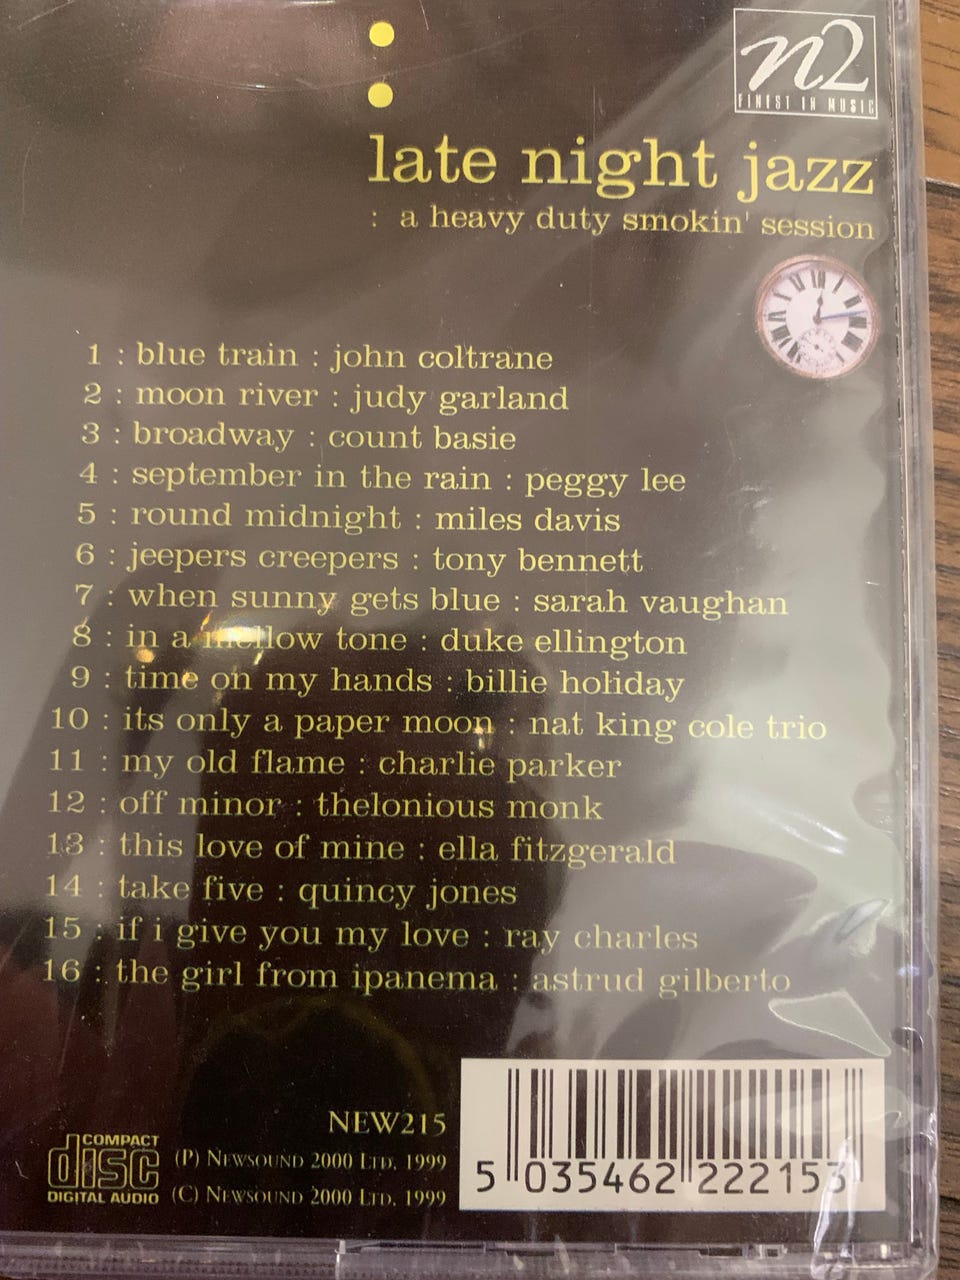 n2
FINEST IN MUSIC
late night jazz
: a heavy duty smokin' session
1 : blue train : john coltrane
2 : moon river : judy garland
3 : broadway : count basie
4 : september in the rain : peggy lee
5 : round midnight : miles davis
6 : jeepers creepers : tony bennett
7 : when sunny gets blue : sarah vaughan
8 : in a mellow tone : duke ellington
9 : time on my hands : billie holiday
10 : its only a paper moon : nat king cole trio
11 : my old flame : charlie parker
12 : off minor : thelonious monk
13 : this love of mine : ella fitzgerald
14 : take five : quincy jones
15 : if i give you my love : ray charles
16 : the girl from ipanema : astrud gilberto
NEW215
(P) NEWSOUND 2000 LTD, 1999
(C) NEWSOUND 2000 LTD, 1999
COMPACT
disc
DIGITAL AUDIO
5 035462 222153